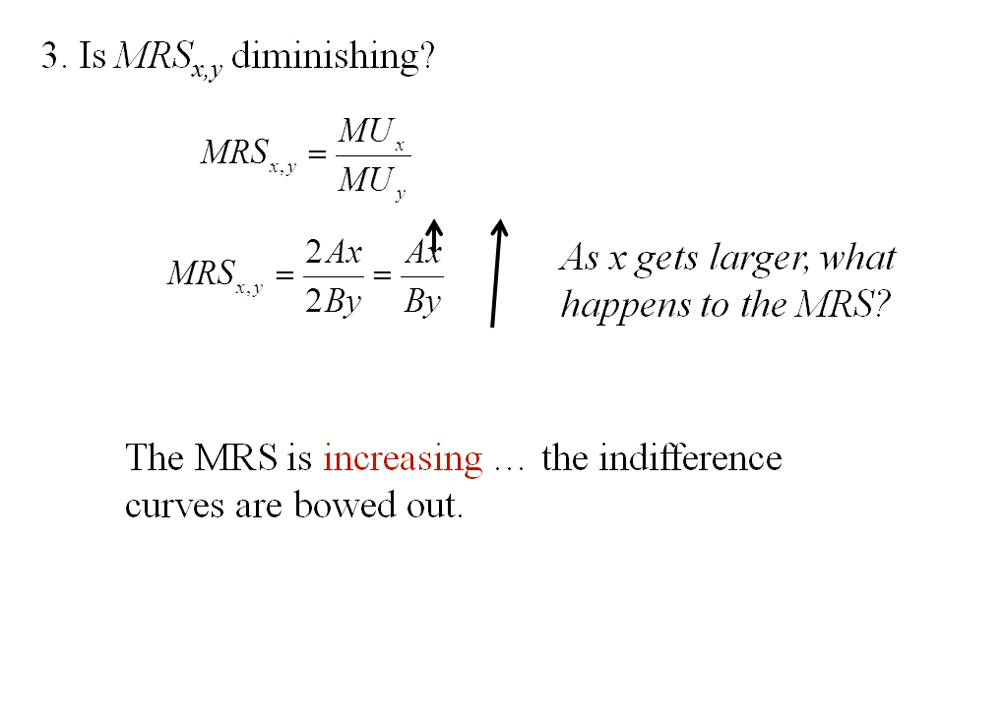 3. Is MRSx,y diminishing?
MRSx,y = MUx / MUy
MRSx,y = 2Ax / 2By = Ax / By
As x gets larger, what
happens to the MRS?
The MRS is increasing … the indifference
curves are bowed out.